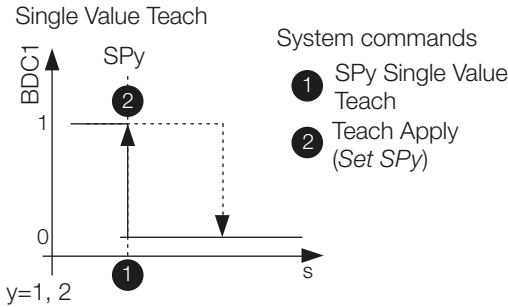 Single Value Teach
BDC1
SPy
2
1
0
1
s
y=1, 2
System commands
1 SPy Single Value
Teach
2 Teach Apply
(Set SPy)